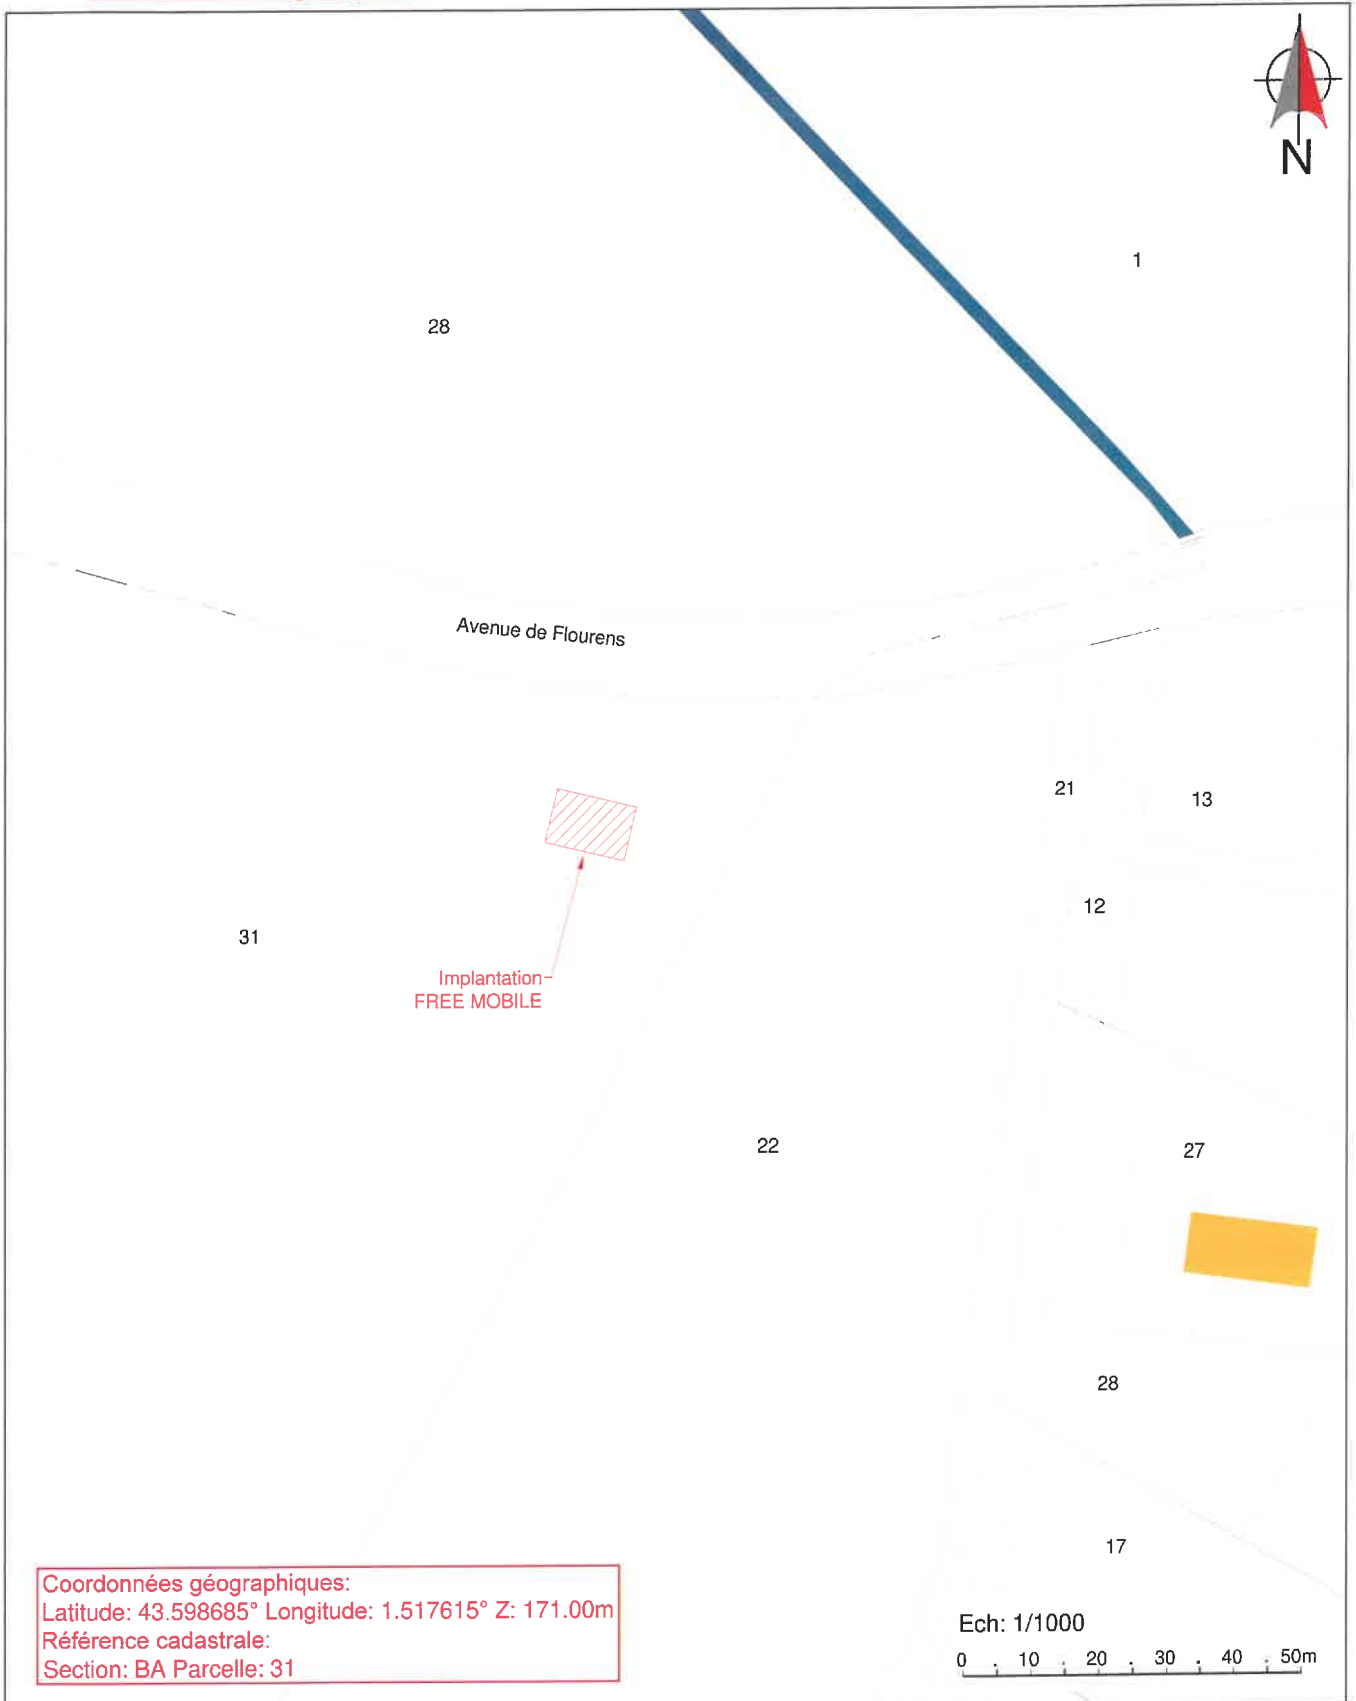 N
1
28
Avenue de Flourens
21
13
12
31
Implantation
FREE MOBILE
22
27
28
17
Coordonnées géographiques:
Latitude: 43.598685° Longitude: 1.517615° Z: 171.00m
Référence cadastrale:
Section: BA Parcelle: 31
Ech: 1/1000
0 10 20 30 40 50m